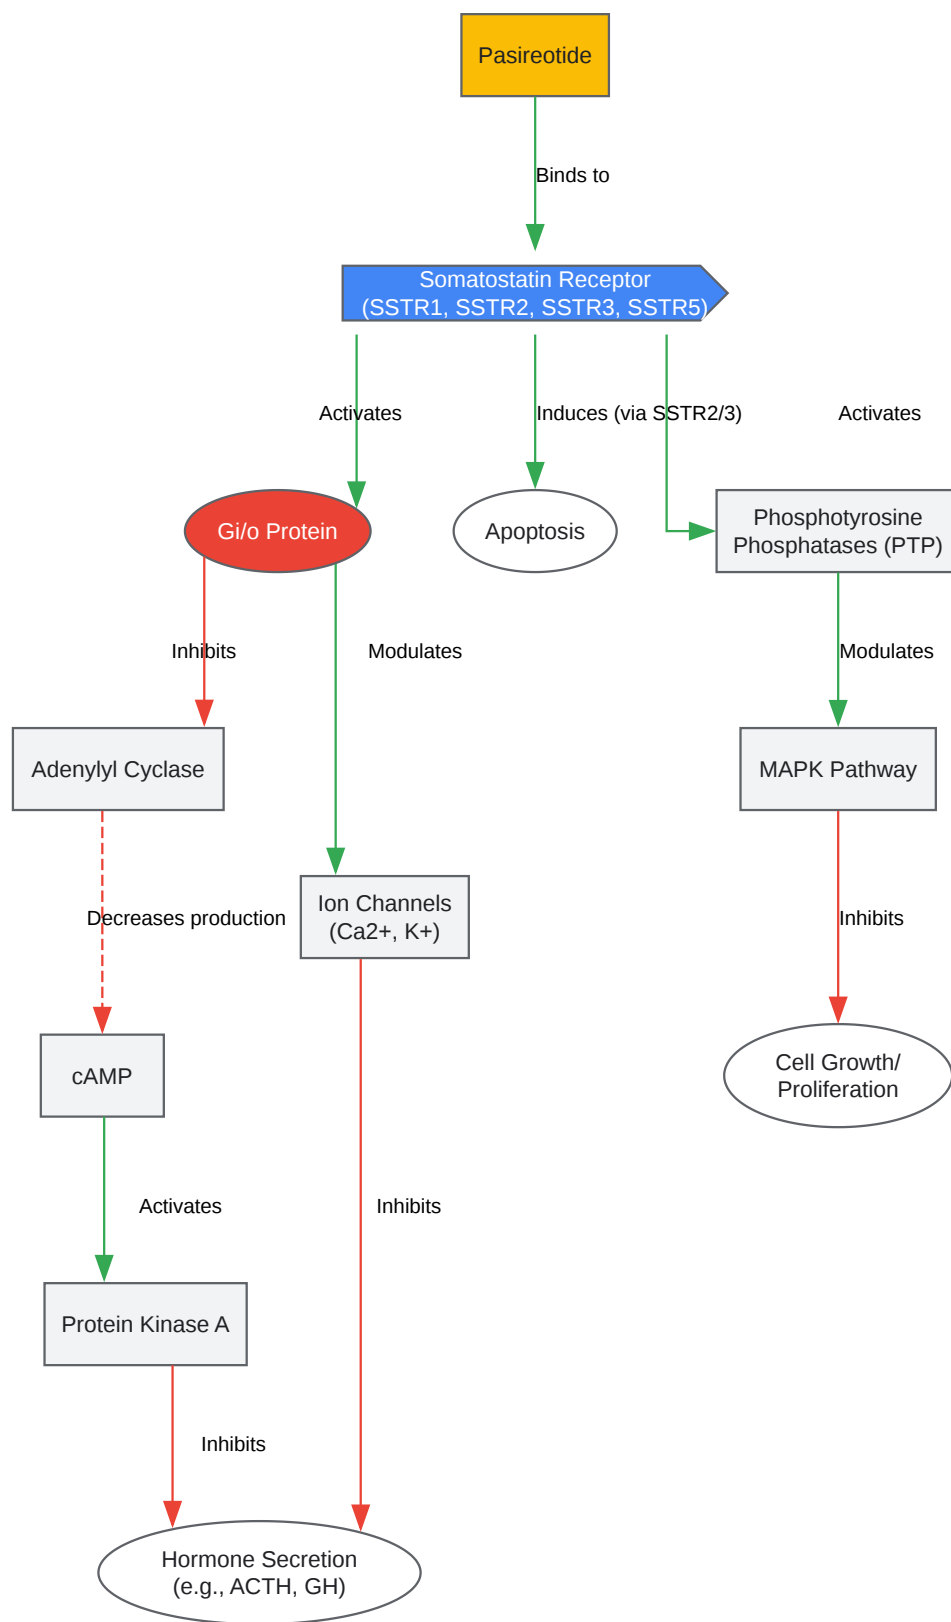 Pasireotide
Binds to
Somatostatin Receptor
(SSTR1, SSTR2, SSTR3, SSTR5)
Activates
Induces (via SSTR2/3)
Activates
Gi/o Protein
Apoptosis
Phosphotyrosine
Phosphatases (PTP)
Inhibits
Modulates
Modulates
Adenylyl Cyclase
MAPK Pathway
Decreases production
Ion Channels
(Ca2+, K+)
Inhibits
cAMP
Cell Growth/
Proliferation
Activates
Inhibits
Protein Kinase A
Inhibits
Hormone Secretion
(e.g., ACTH, GH)